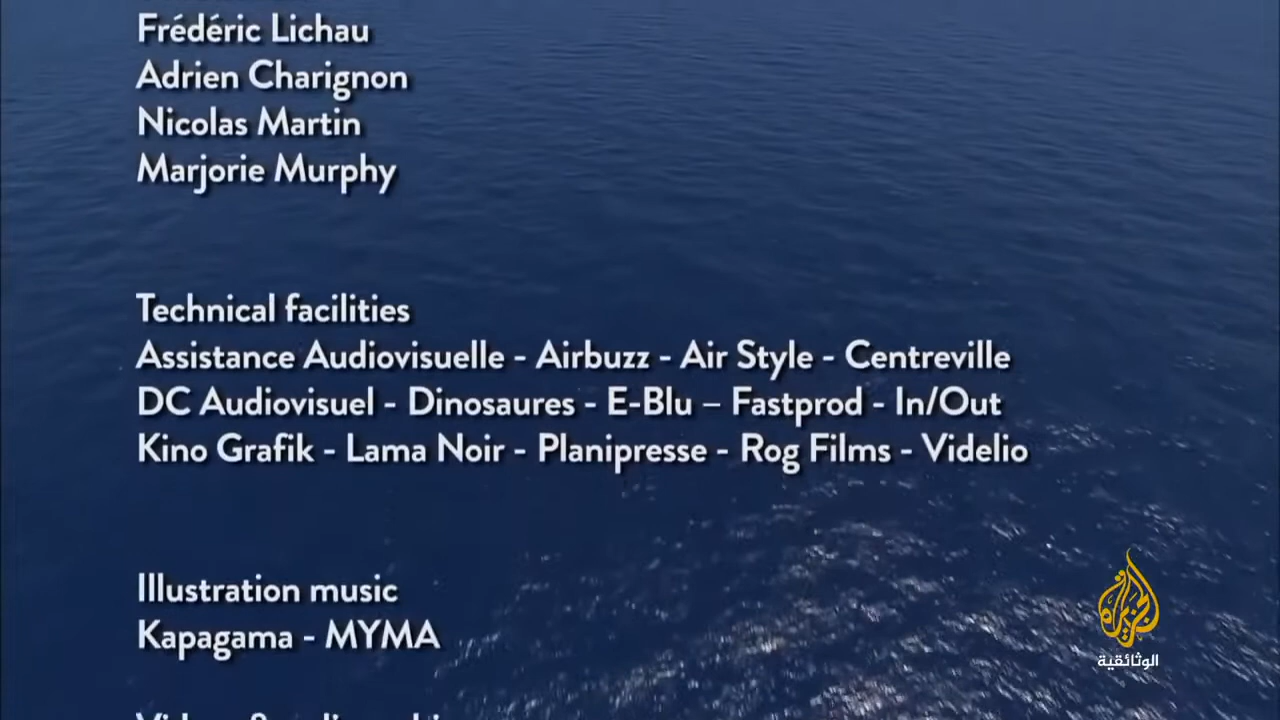 Frédéric Lichau
Adrien Charignon
Nicolas Martin
Marjorie Murphy
Technical facilities
Assistance Audiovisuelle - Airbuzz - Air Style - Centreville
DC Audiovisuel - Dinosaures - E-Blu – Fastprod - In/Out
Kino Grafik - Lama Noir - Planipresse - Rog Films - Videlio
Illustration music
Kapagama - MYMA
الجزيرة
الوثائقية